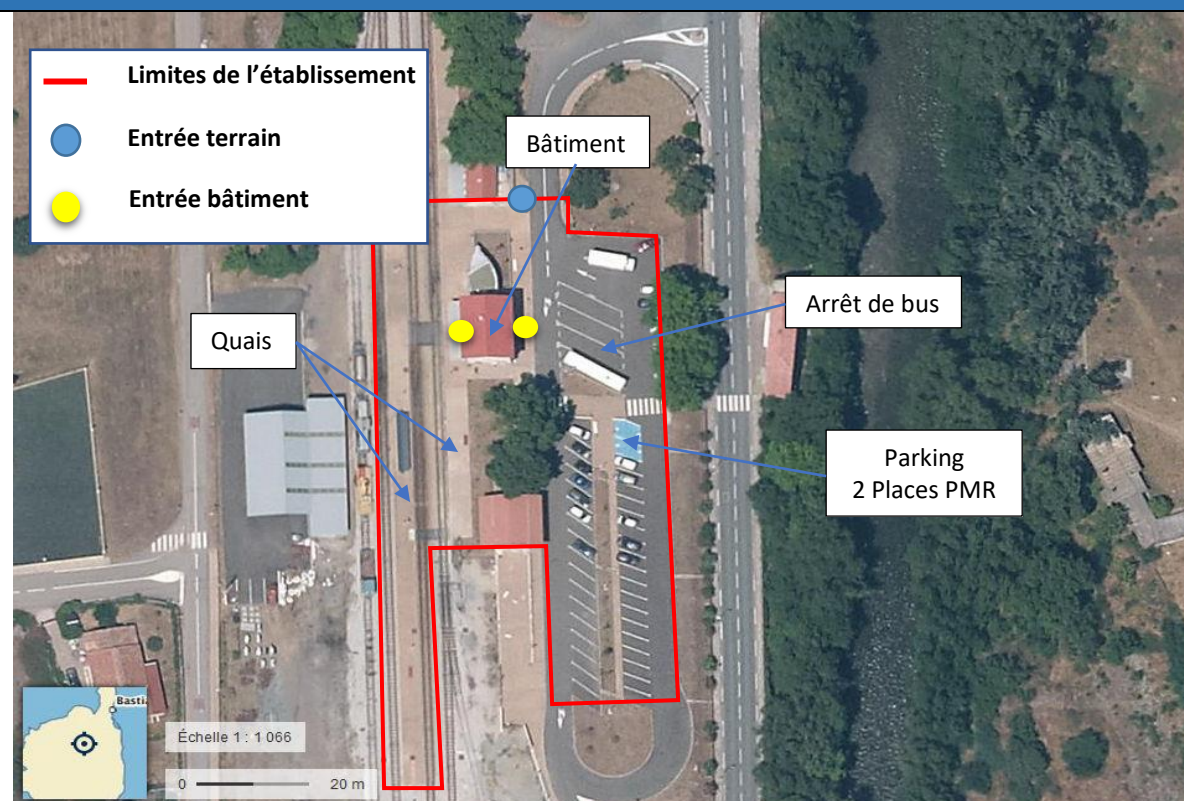 Limites de l'établissement
Entrée terrain
Entrée bâtiment
Bâtiment
Arrêt de bus
Quais
Parking
2 Places PMR
Basti
Échelle 1 : 1 066
0 20 m